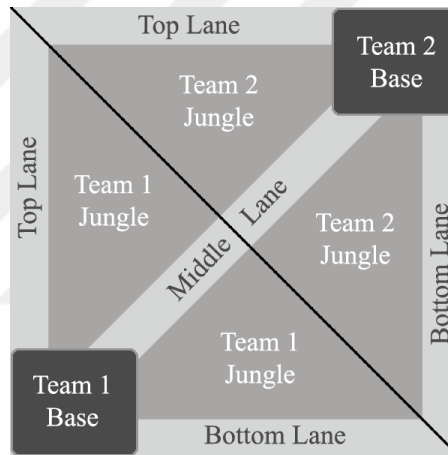 Top Lane
Team 2
Base
Team 2
Jungle
Top Lane
Team 1
Jungle
Middle Lane
Team 2
Jungle
Bottom Lane
Team 1
Jungle
Team 1
Base
Bottom Lane